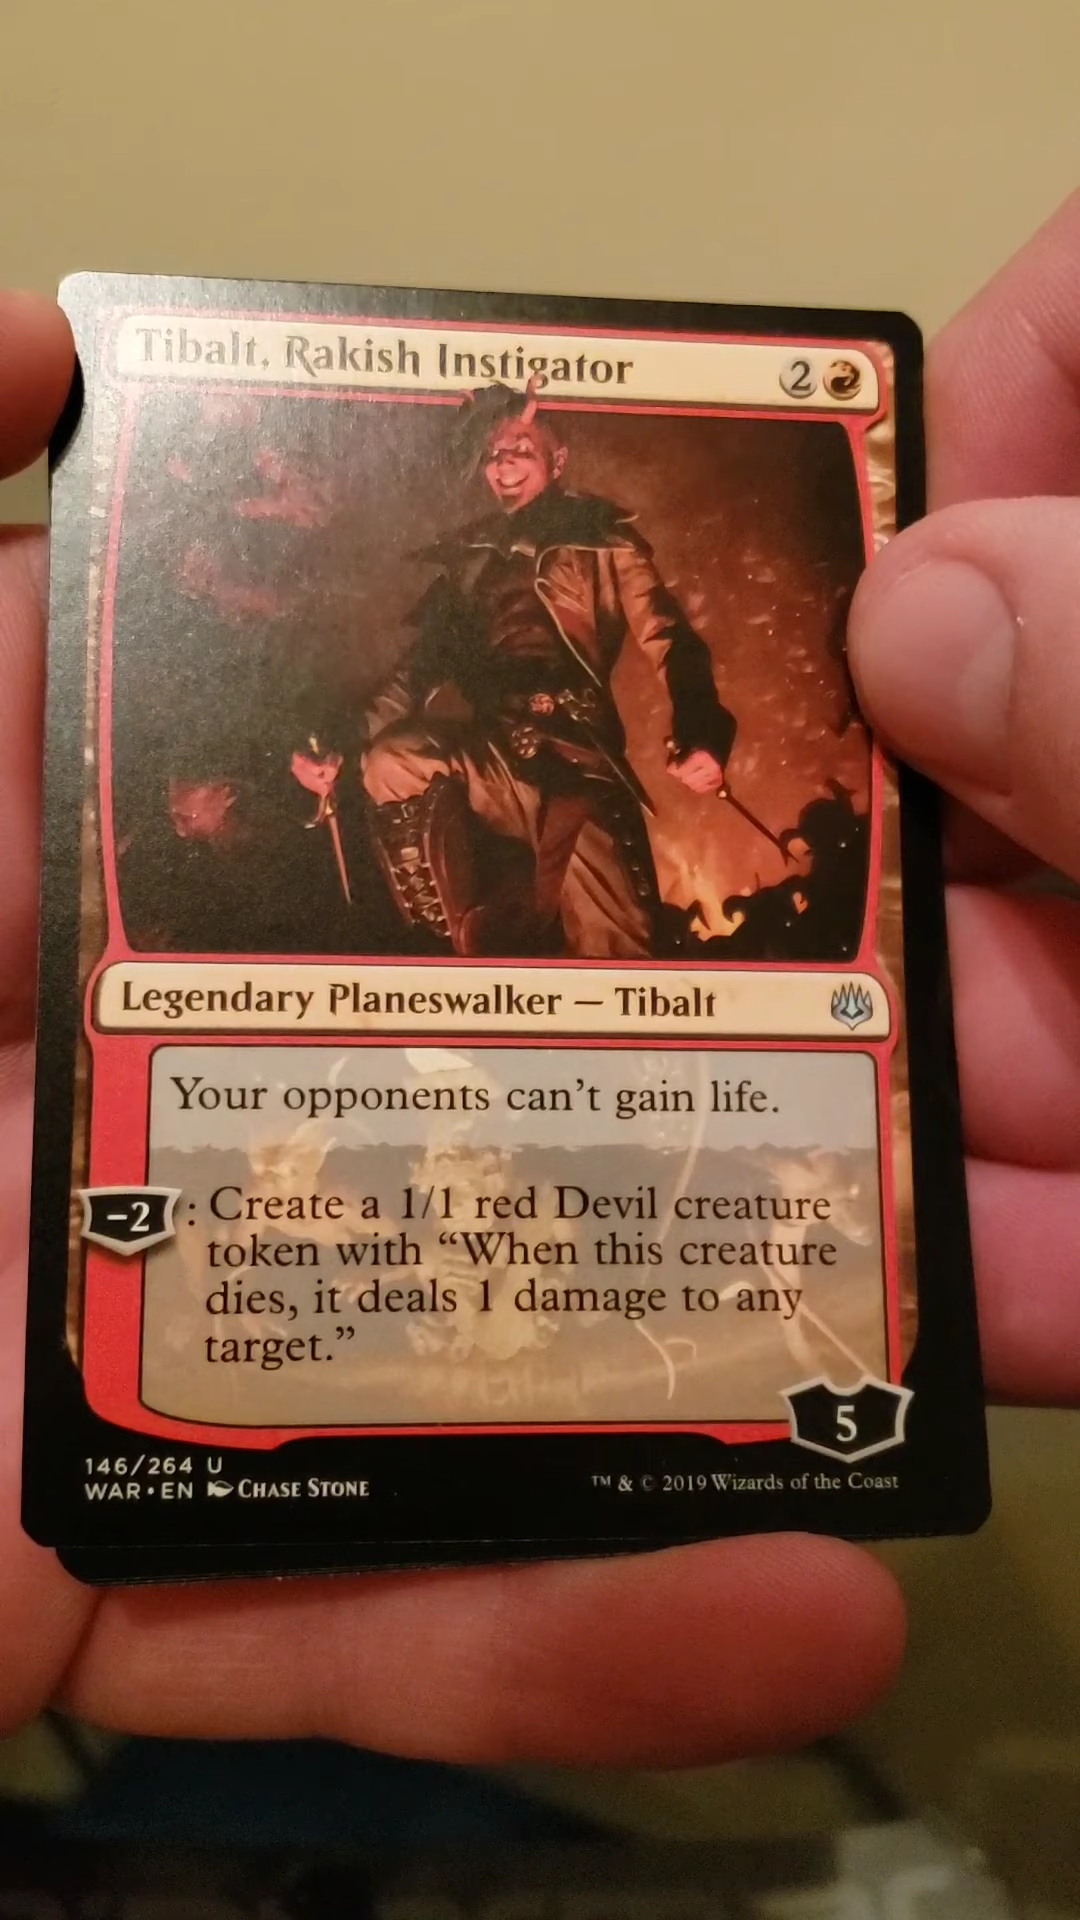 Tibalt, Rakish Instigator 2
Legendary Planeswalker — Tibalt
Your opponents can't gain life.
-2: Create a 1/1 red Devil creature
token with “When this creature
dies, it deals 1 damage to any
target.”
5
146/264 U
WAR • EN CHASE STONE
™ & © 2019 Wizards of the Coast